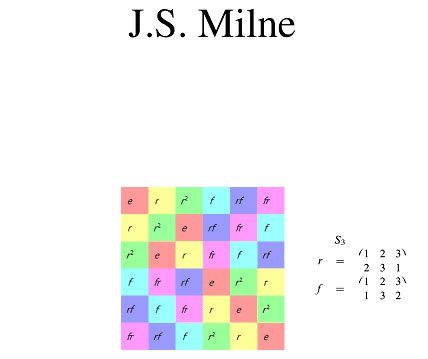 J.S. Milne
e r r² f rf fr
r r² e rf fr f
r² e r fr f rf
f fr rf e r² r
rf f fr r e r²
fr rf f r² r e
S₃
r = (1 2 3)
2 3 1
f = (1 2 3)
1 3 2